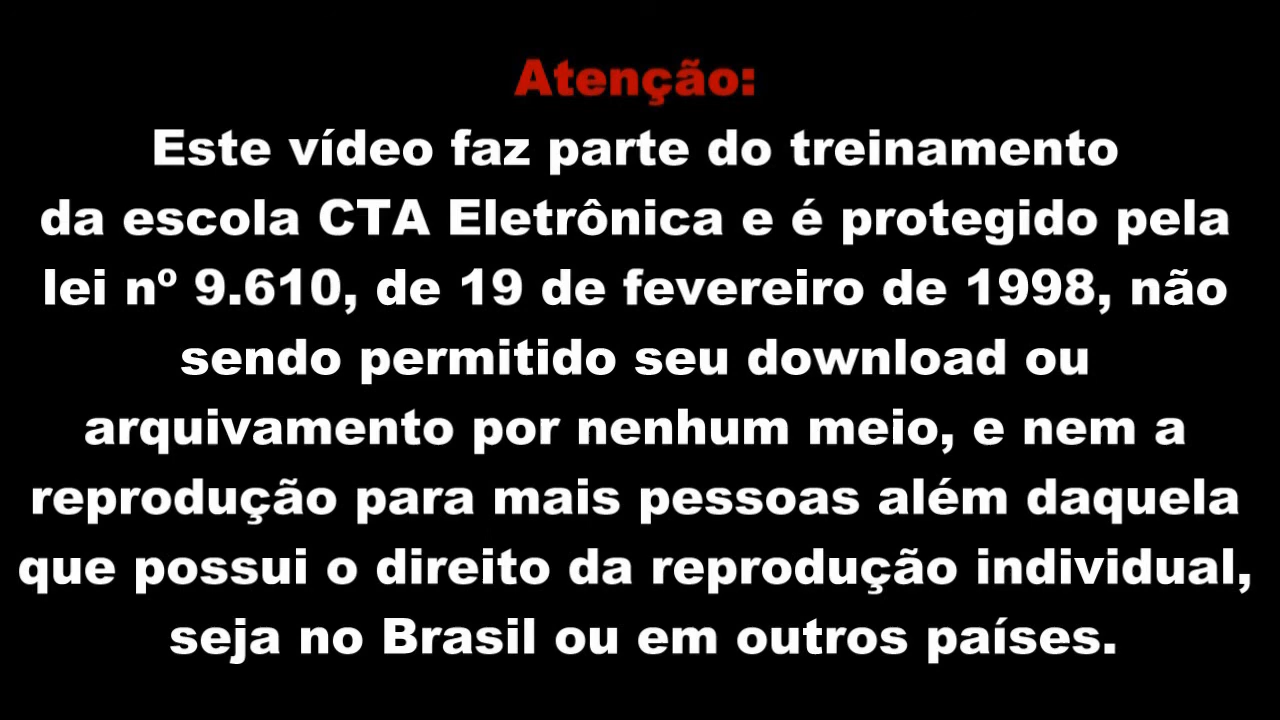 Atenção:
Este vídeo faz parte do treinamento
da escola CTA Eletrônica e é protegido pela
lei nº 9.610, de 19 de fevereiro de 1998, não
sendo permitido seu download ou
arquivamento por nenhum meio, e nem a
reprodução para mais pessoas além daquela
que possui o direito da reprodução individual,
seja no Brasil ou em outros países.